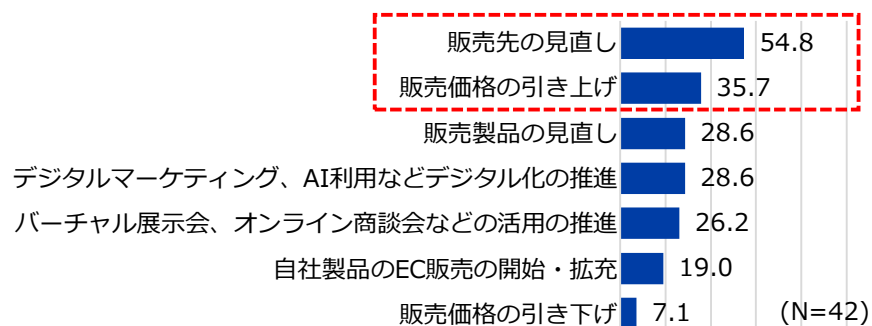 販売先の見直し 54.8
販売価格の引き上げ 35.7
販売製品の見直し 28.6
デジタルマーケティング、AI利用などデジタル化の推進 28.6
バーチャル展示会、オンライン商談会などの活用の推進 26.2
自社製品のEC販売の開始・拡充 19.0
販売価格の引き下げ 7.1 (N=42)